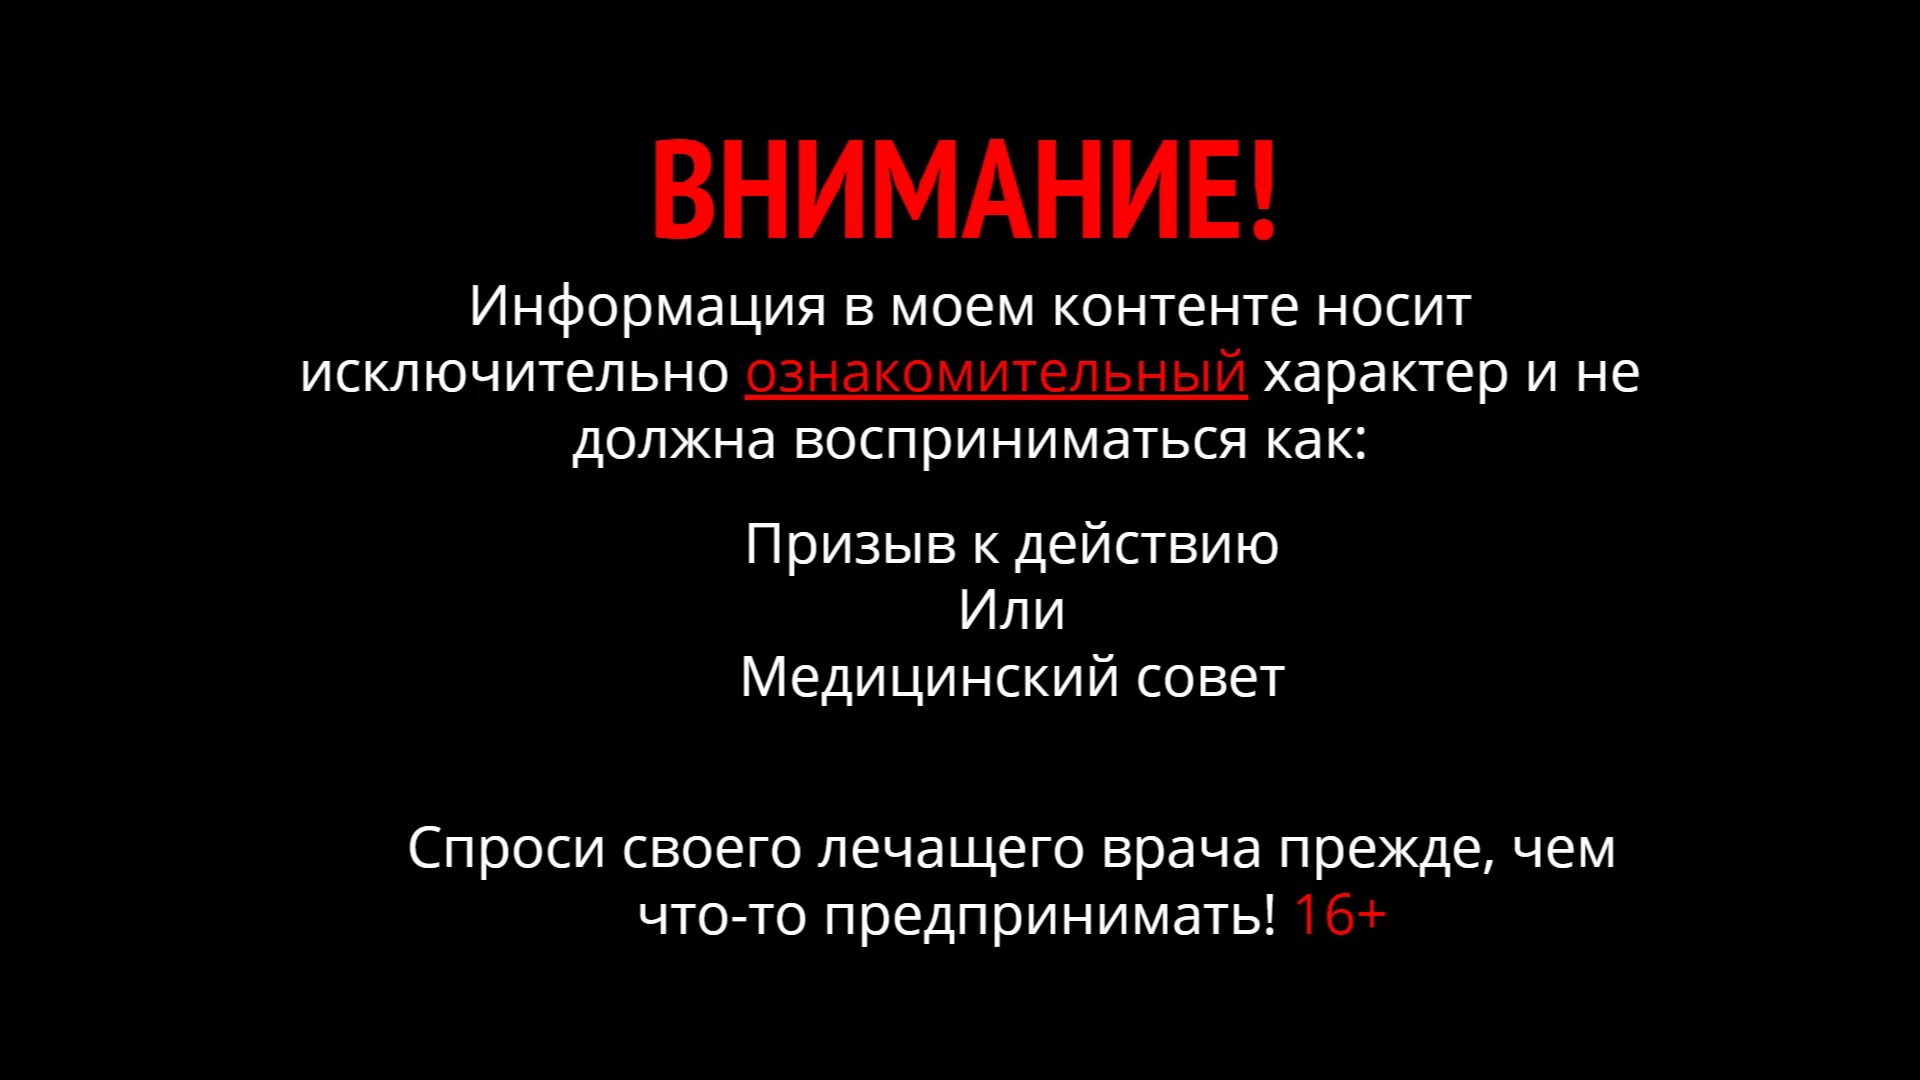 ВНИМАНИЕ!
Информация в моем контенте носит
исключительно ознакомительный характер и не
должна восприниматься как:
Призыв к действию
Или
Медицинский совет
Спроси своего лечащего врача прежде, чем
что-то предпринимать! 16+